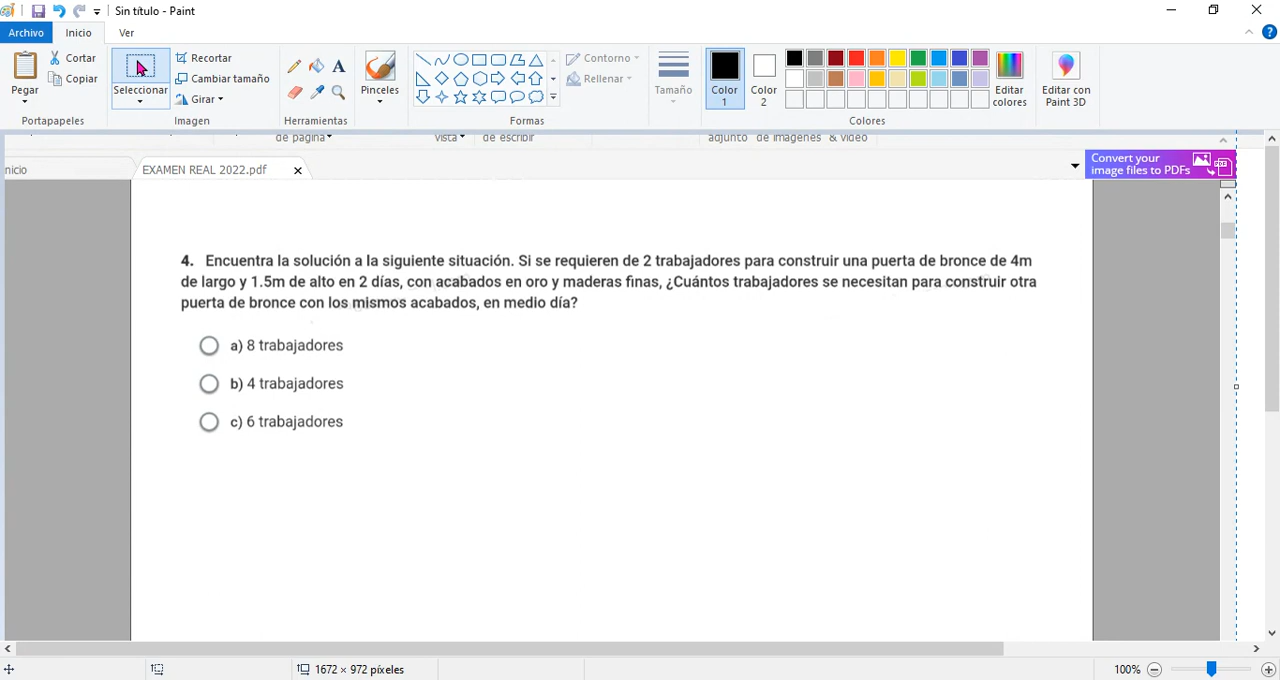 Sin título - Paint
Archivo Inicio Ver
Pegar
Cortar
Copiar
Portapapeles
Seleccionar
Recortar
Cambiar tamaño
Girar
Imagen
A
Herramientas
Pinceles
Contorno
Rellenar
Formas
Tamaño
Color
1
Color
2
Editar
colores
Colores
Editar con
Paint 3D
de página vista de escribir adjunto de imágenes & video
nicio EXAMEN REAL 2022.pdf
Convert your
image files to PDFs
4. Encuentra la solución a la siguiente situación. Si se requieren de 2 trabajadores para construir una puerta de bronce de 4m
de largo y 1.5m de alto en 2 días, con acabados en oro y maderas finas, ¿Cuántos trabajadores se necesitan para construir otra
puerta de bronce con los mismos acabados, en medio día?
a) 8 trabajadores
b) 4 trabajadores
c) 6 trabajadores
1672 × 972 píxeles 100%